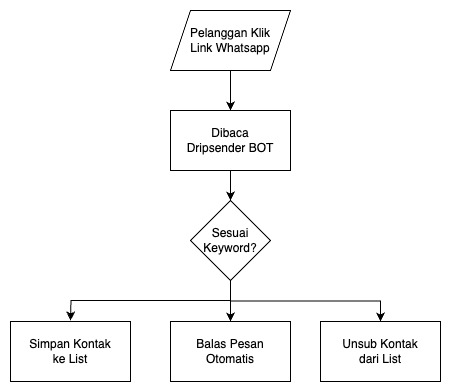 Pelanggan Klik
Link Whatsapp
Dibaca
Dripsender BOT
Sesuai
Keyword?
Simpan Kontak
ke List
Balas Pesan
Otomatis
Unsub Kontak
dari List